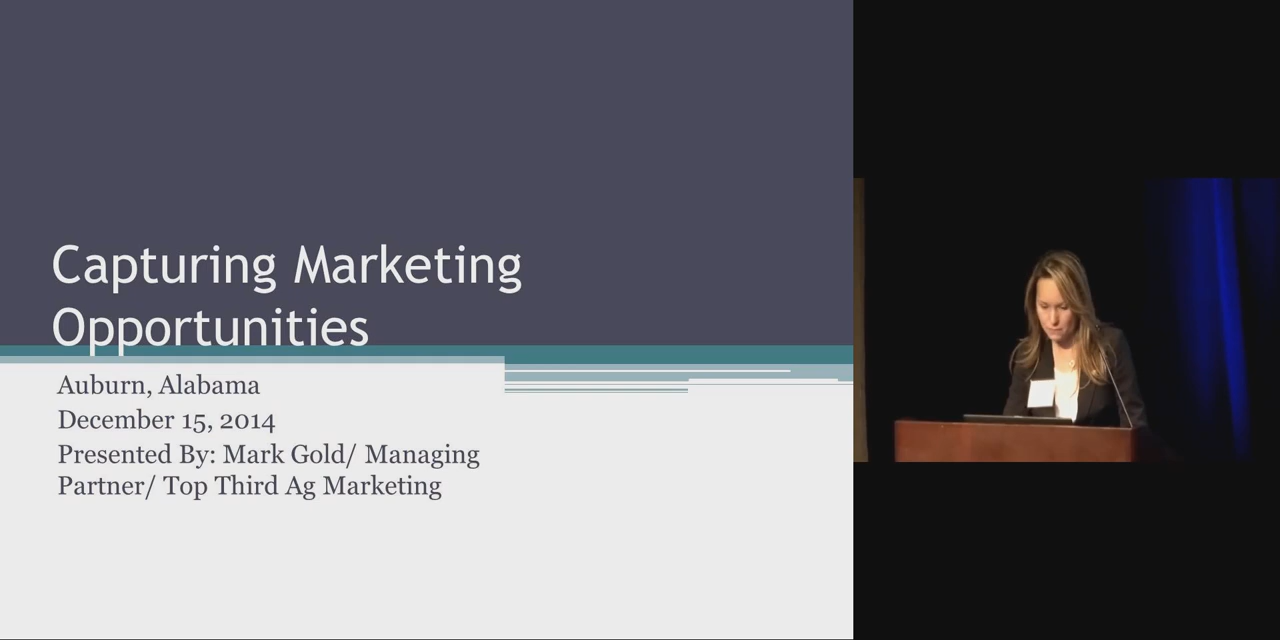 Capturing Marketing
Opportunities
Auburn, Alabama
December 15, 2014
Presented By: Mark Gold/ Managing
Partner/ Top Third Ag Marketing